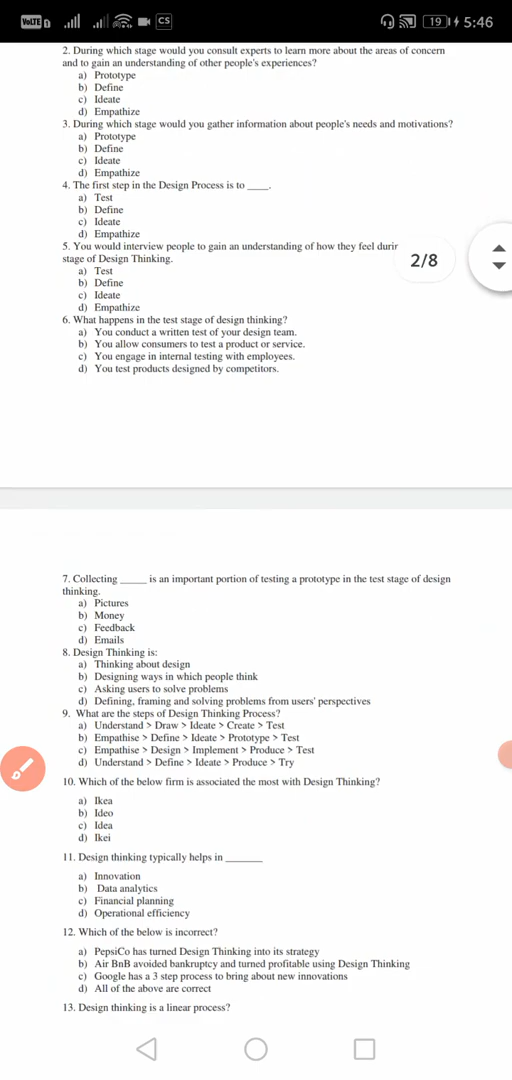 VoLTE
CS
19
5:46
2. During which stage would you consult experts to learn more about the areas of concern
and to gain an understanding of other people's experiences?
a) Prototype
b) Define
c) Ideate
d) Empathize
3. During which stage would you gather information about people's needs and motivations?
a) Prototype
b) Define
c) Ideate
d) Empathize
4. The first step in the Design Process is to ____.
a) Test
b) Define
c) Ideate
d) Empathize
5. You would interview people to gain an understanding of how they feel
stage of Design Thinking.
2/8
a) Test
b) Define
c) Ideate
d) Empathize
6. What happens in the test stage of design thinking?
a) You conduct a written test of your design team.
b) You allow consumers to test a product or service.
c) You engage in internal testing with employees.
d) You test products designed by competitors.
7. Collecting _____ is an important portion of testing a prototype in the test stage of design
thinking.
a) Pictures
b) Money
c) Feedback
d) Emails
8. Design Thinking is:
a) Thinking about design
b) Designing ways in which people think
c) Asking users to solve problems
d) Defining, framing and solving problems from users' perspectives
9. What are the steps of Design Thinking Process?
a) Understand > Draw > Ideate > Create > Test
b) Empathise > Define > Ideate > Prototype > Test
c) Empathise > Design > Implement > Produce > Test
d) Understand > Define > Ideate > Produce > Try
10. Which of the below firm is associated the most with Design Thinking?
a) Ikea
b) Ideo
c) Idea
d) Ikei
11. Design thinking typically helps in _______
a) Innovation
b) Data analytics
c) Financial planning
d) Operational efficiency
12. Which of the below is incorrect?
a) PepsiCo has turned Design Thinking into its strategy
b) Air BnB avoided bankruptcy and turned profitable using Design Thinking
c) Google has a 3 step process to bring about new innovations
d) All of the above are correct
13. Design thinking is a linear process?